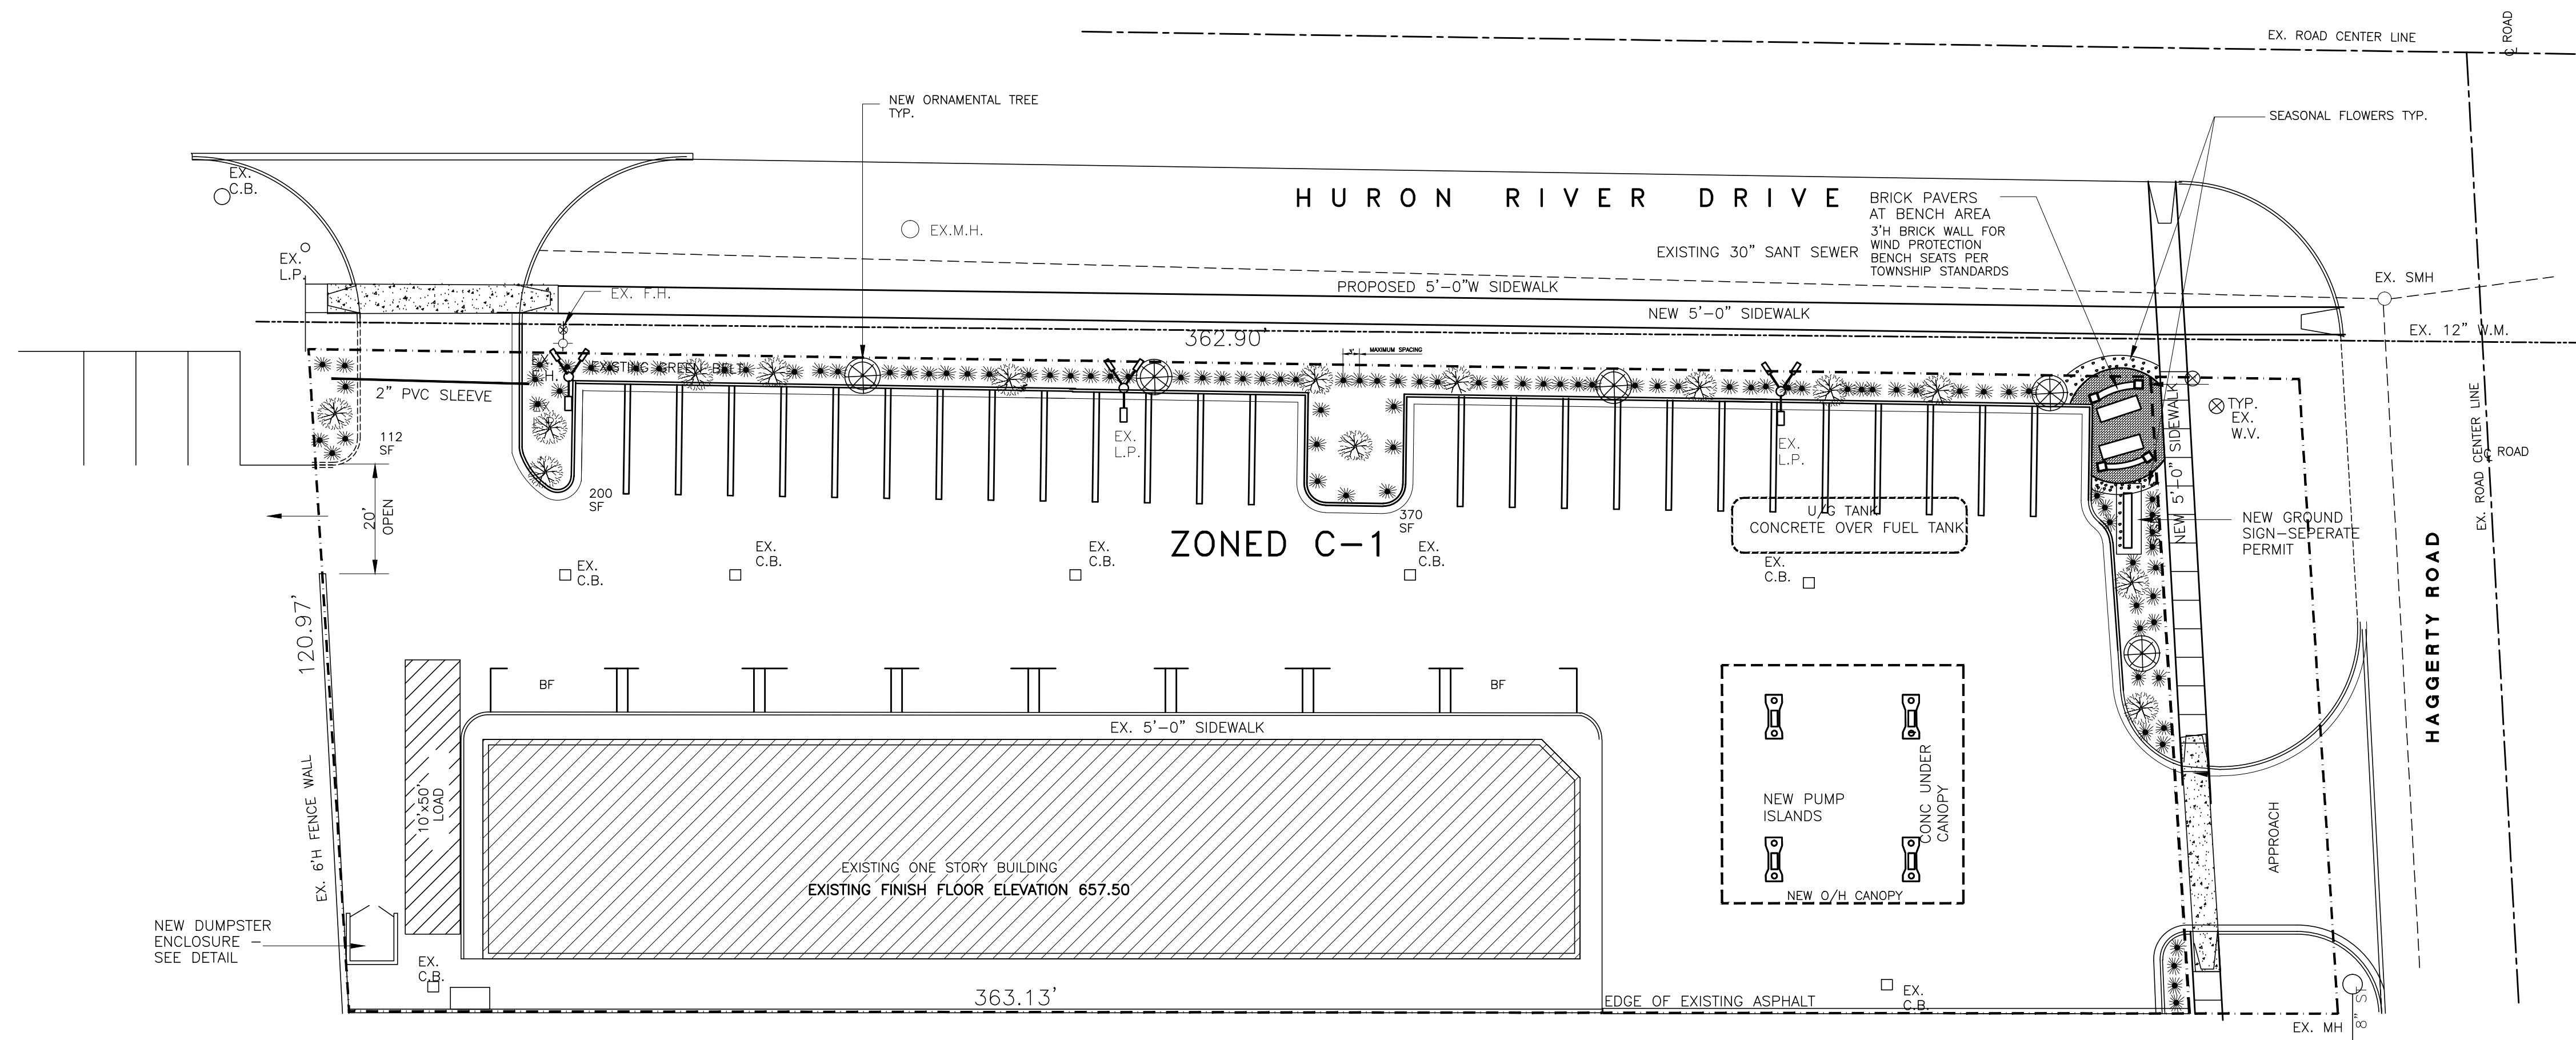 EX. ROAD CENTER LINE
℄ ROAD
NEW ORNAMENTAL TREE
TYP.
SEASONAL FLOWERS TYP.
EX.
C.B.
HURON RIVER DRIVE
BRICK PAVERS
AT BENCH AREA
3'H BRICK WALL FOR
WIND PROTECTION
BENCH SEATS PER
TOWNSHIP STANDARDS
EX.M.H.
EXISTING 30" SANT SEWER
EX.
L.P.
EX. SMH
EX. F.H.
PROPOSED 5'-0"W SIDEWALK
NEW 5'-0" SIDEWALK
EX. 12" W.M.
362.90'
MAXIMUM SPACING
EXISTING GREEN BELT
2" PVC SLEEVE
112
SF
TYP.
EX.
W.V.
EX.
L.P.
EX.
L.P.
NEW 5'-0" SIDEWALK
EX. ROAD CENTER LINE
℄ ROAD
200
SF
370
SF
20'
OPEN
U/G TANK
CONCRETE OVER FUEL TANK
NEW GROUND
SIGN-SEPERATE
PERMIT
ZONED C-1
EX.
C.B.
EX.
C.B.
EX.
C.B.
EX.
C.B.
EX.
C.B.
HAGGERTY ROAD
120.97'
BF
BF
EX. 5'-0" SIDEWALK
EX. 6'H FENCE WALL
10'x50'
LOAD
NEW PUMP
ISLANDS
CONC UNDER
CANOPY
APPROACH
EXISTING ONE STORY BUILDING
EXISTING FINISH FLOOR ELEVATION 657.50
NEW O/H CANOPY
NEW DUMPSTER
ENCLOSURE -
SEE DETAIL
EX.
C.B.
363.13'
EDGE OF EXISTING ASPHALT
EX.
C.B.
EX. MH
8" ST